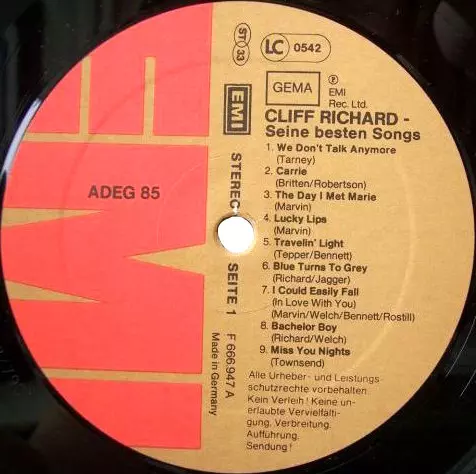 EMI
ADEG 85
ST 33
LC 0542
GEMA
Ⓟ
EMI
Rec. Ltd.
EMI
STEREO
SEITE 1
F 666.947 A
Made in Germany
CLIFF RICHARD -
Seine besten Songs
1. We Don't Talk Anymore
(Tarney)
2. Carrie
(Britten/Robertson)
3. The Day I Met Marie
(Marvin)
4. Lucky Lips
(Marvin)
5. Travelin' Light
(Tepper/Bennett)
6. Blue Turns To Grey
(Richard/Jagger)
7. I Could Easily Fall
(In Love With You)
(Marvin/Welch/Bennett/Rostill)
8. Bachelor Boy
(Richard/Welch)
9. Miss You Nights
(Townsend)
Alle Urheber- und Leistungs
schutzrechte vorbehalten.
Kein Verleih! Keine un-
erlaubte Vervielfälti-
gung, Verbreitung,
Aufführung,
Sendung!